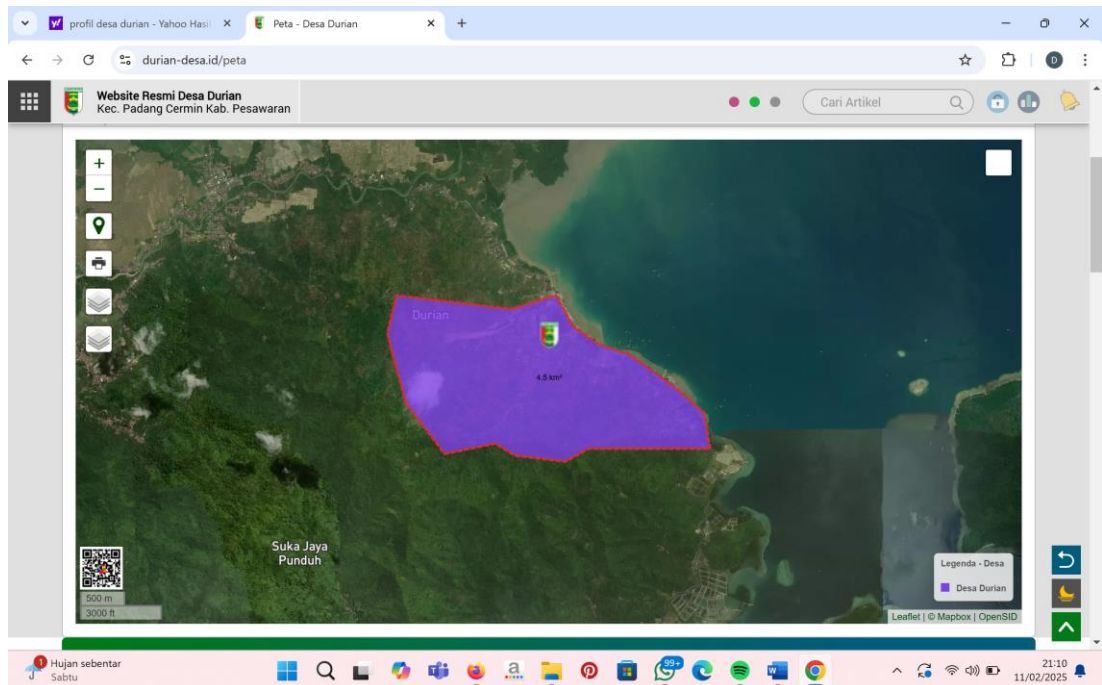 profil desa durian - Yahoo Hasil
Peta - Desa Durian
durian-desa.id/peta
D
Website Resmi Desa Durian
Kec. Padang Cermin Kab. Pesawaran
Cari Artikel
+
−
Durian
4.5 km²
Suka Jaya
Punduh
500 m
3000 ft
Legenda - Desa
Desa Durian
Leaflet | © Mapbox | OpenSID
1
Hujan sebentar
Sabtu
a
99+
21:10
11/02/2025